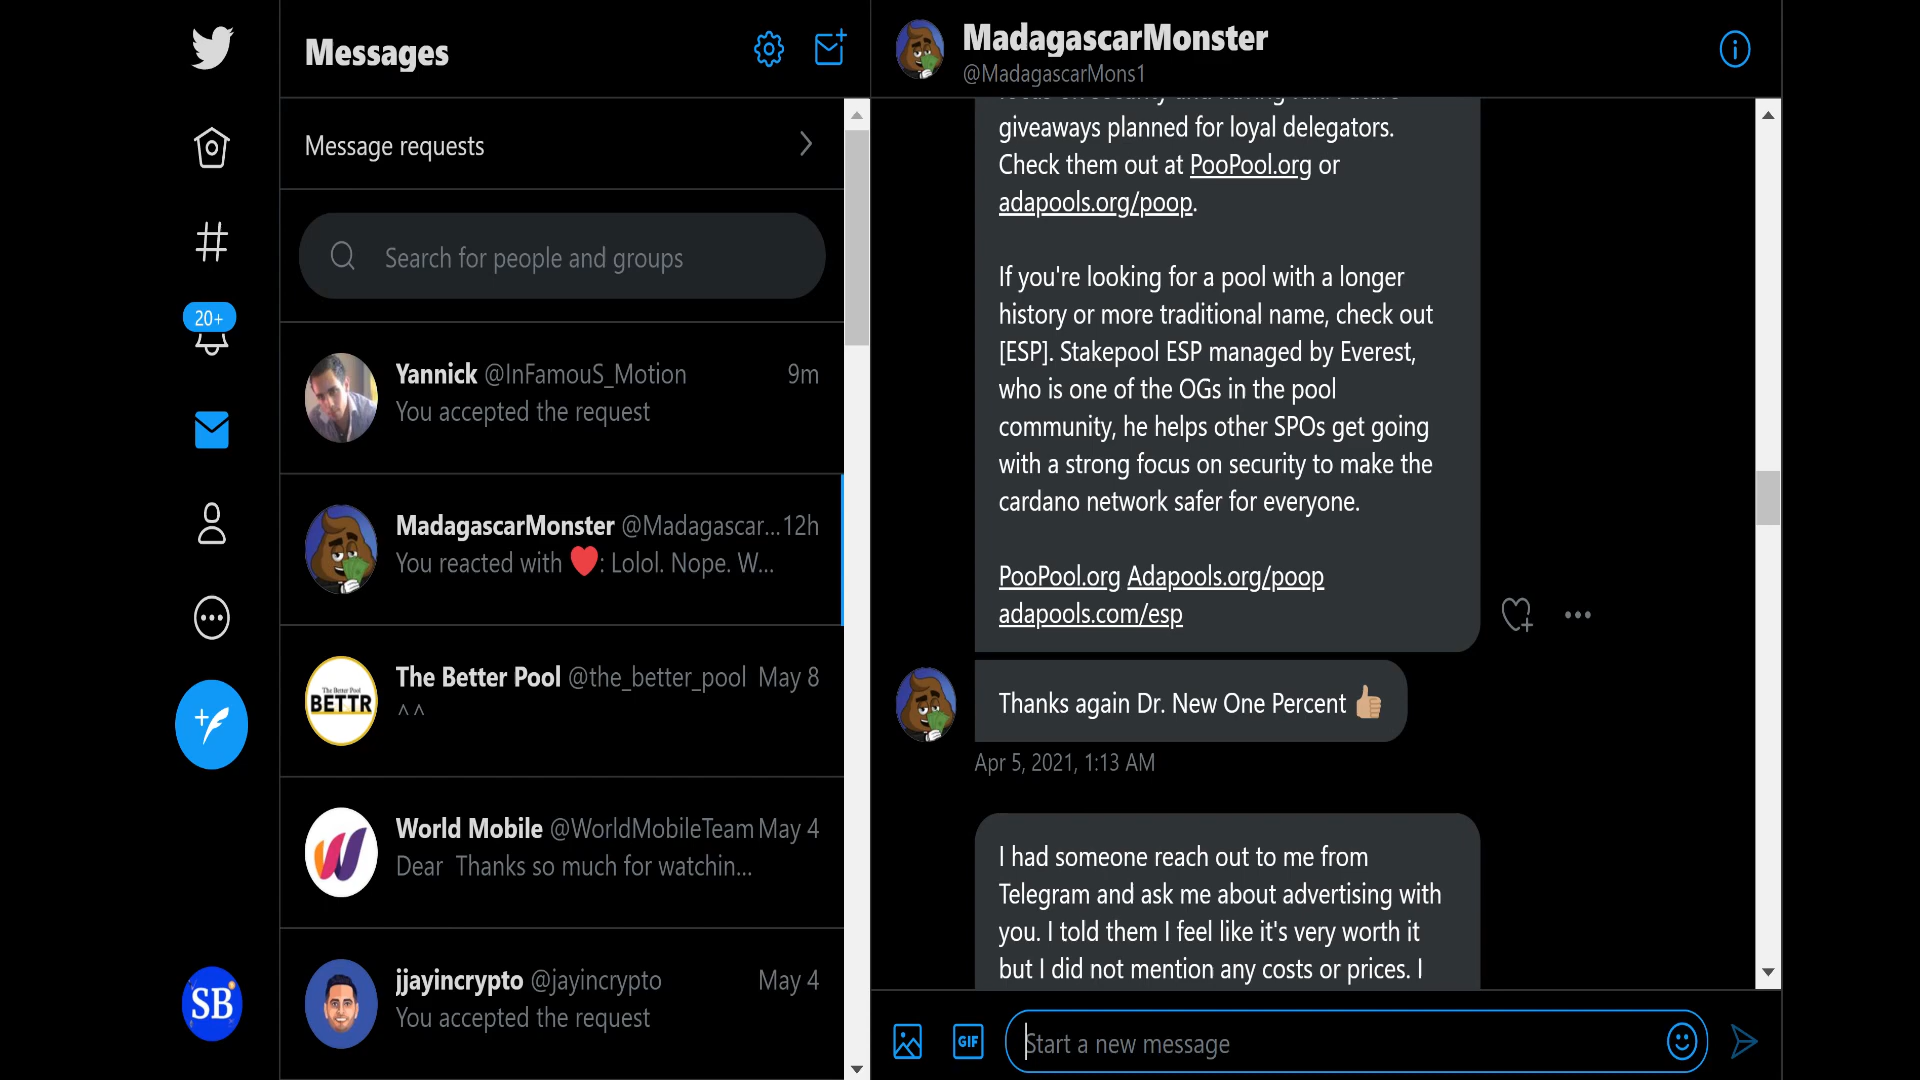 Messages
Message requests
Search for people and groups
20+
Yannick @InFamouS_Motion 9m
You accepted the request
MadagascarMonster @Madagascar... 12h
You reacted with ❤️: Lolol. Nope. W...
The Better Pool @the_better_pool May 8
^^
The Better Pool
BETTR
World Mobile @WorldMobileTeam May 4
Dear Thanks so much for watchin...
jjayincrypto @jayincrypto May 4
You accepted the request
SB
MadagascarMonster
@MadagascarMons1
giveaways planned for loyal delegators.
Check them out at PooPool.org or
adapools.org/poop.
If you're looking for a pool with a longer
history or more traditional name, check out
[ESP]. Stakepool ESP managed by Everest,
who is one of the OGs in the pool
community, he helps other SPOs get going
with a strong focus on security to make the
cardano network safer for everyone.
PooPool.org Adapools.org/poop
adapools.com/esp
Thanks again Dr. New One Percent 👍🏼
Apr 5, 2021, 1:13 AM
I had someone reach out to me from
Telegram and ask me about advertising with
you. I told them I feel like it's very worth it
but I did not mention any costs or prices. I
GIF
Start a new message